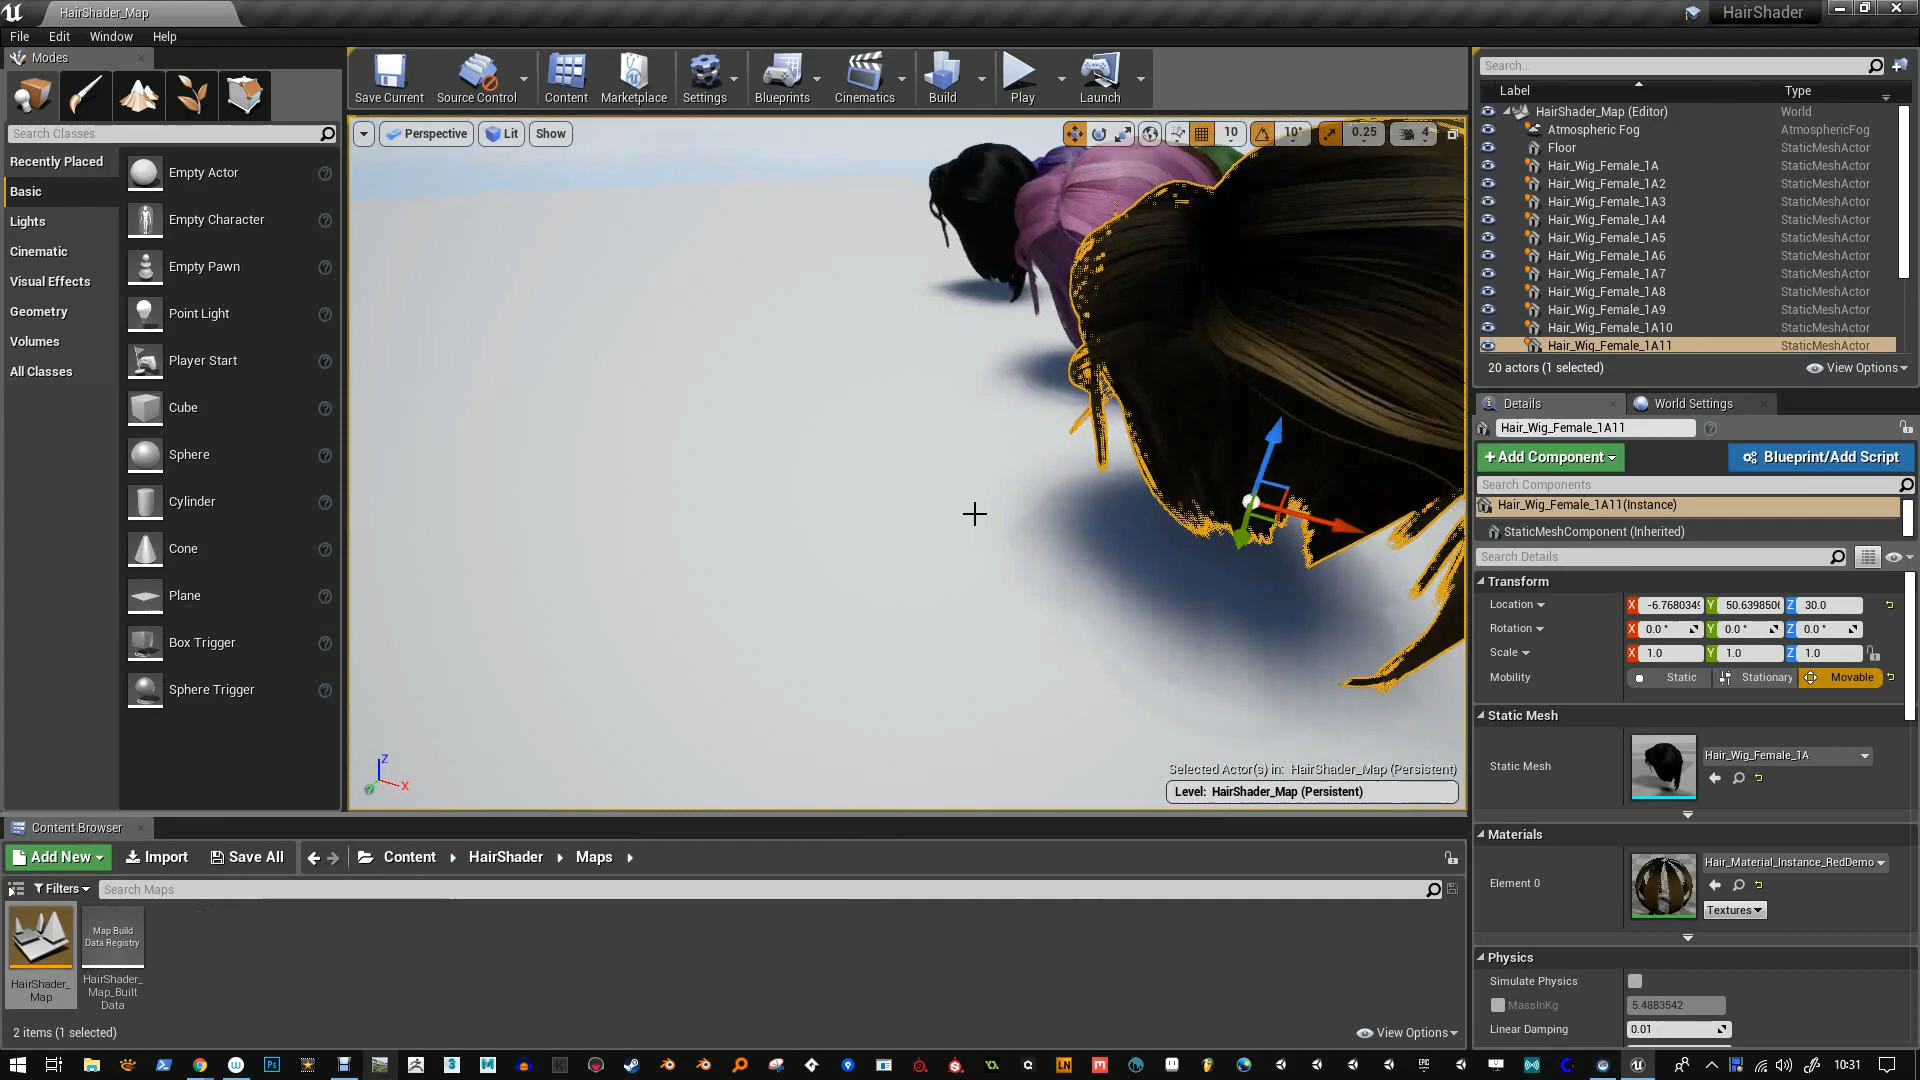 HairShader_Map
HairShader
File Edit Window Help
Modes
Search Classes
Recently Placed
Basic
Lights
Cinematic
Visual Effects
Geometry
Volumes
All Classes
Empty Actor
Empty Character
Empty Pawn
Point Light
Player Start
Cube
Sphere
Cylinder
Cone
Plane
Box Trigger
Sphere Trigger
Save Current Source Control Content Marketplace Settings Blueprints Cinematics Build Play Launch
Perspective Lit Show
10 10° 0.25 4
Z
X
Selected Actor(s) in: HairShader_Map (Persistent)
Level: HairShader_Map (Persistent)
Search...
Label Type
HairShader_Map (Editor) World
Atmospheric Fog AtmosphericFog
Floor StaticMeshActor
Hair_Wig_Female_1A StaticMeshActor
Hair_Wig_Female_1A2 StaticMeshActor
Hair_Wig_Female_1A3 StaticMeshActor
Hair_Wig_Female_1A4 StaticMeshActor
Hair_Wig_Female_1A5 StaticMeshActor
Hair_Wig_Female_1A6 StaticMeshActor
Hair_Wig_Female_1A7 StaticMeshActor
Hair_Wig_Female_1A8 StaticMeshActor
Hair_Wig_Female_1A9 StaticMeshActor
Hair_Wig_Female_1A10 StaticMeshActor
Hair_Wig_Female_1A11 StaticMeshActor
20 actors (1 selected) View Options
Details World Settings
Hair_Wig_Female_1A11
+Add Component Blueprint/Add Script
Search Components
Hair_Wig_Female_1A11(Instance)
StaticMeshComponent (Inherited)
Search Details
Transform
Location X -6.7680349 Y 50.6398506 Z 30.0
Rotation X 0.0 ° Y 0.0 ° Z 0.0 °
Scale X 1.0 Y 1.0 Z 1.0
Mobility Static Stationary Movable
Static Mesh
Static Mesh Hair_Wig_Female_1A
Materials
Element 0 Hair_Material_Instance_RedDemo
Textures
Physics
Simulate Physics
MassInKg 5.4883542
Linear Damping 0.01
Content Browser
Add New Import Save All Content HairShader Maps
Filters Search Maps
HairShader_
Map
Map Build
Data Registry
HairShader_
Map_Built
Data
2 items (1 selected) View Options
10:31